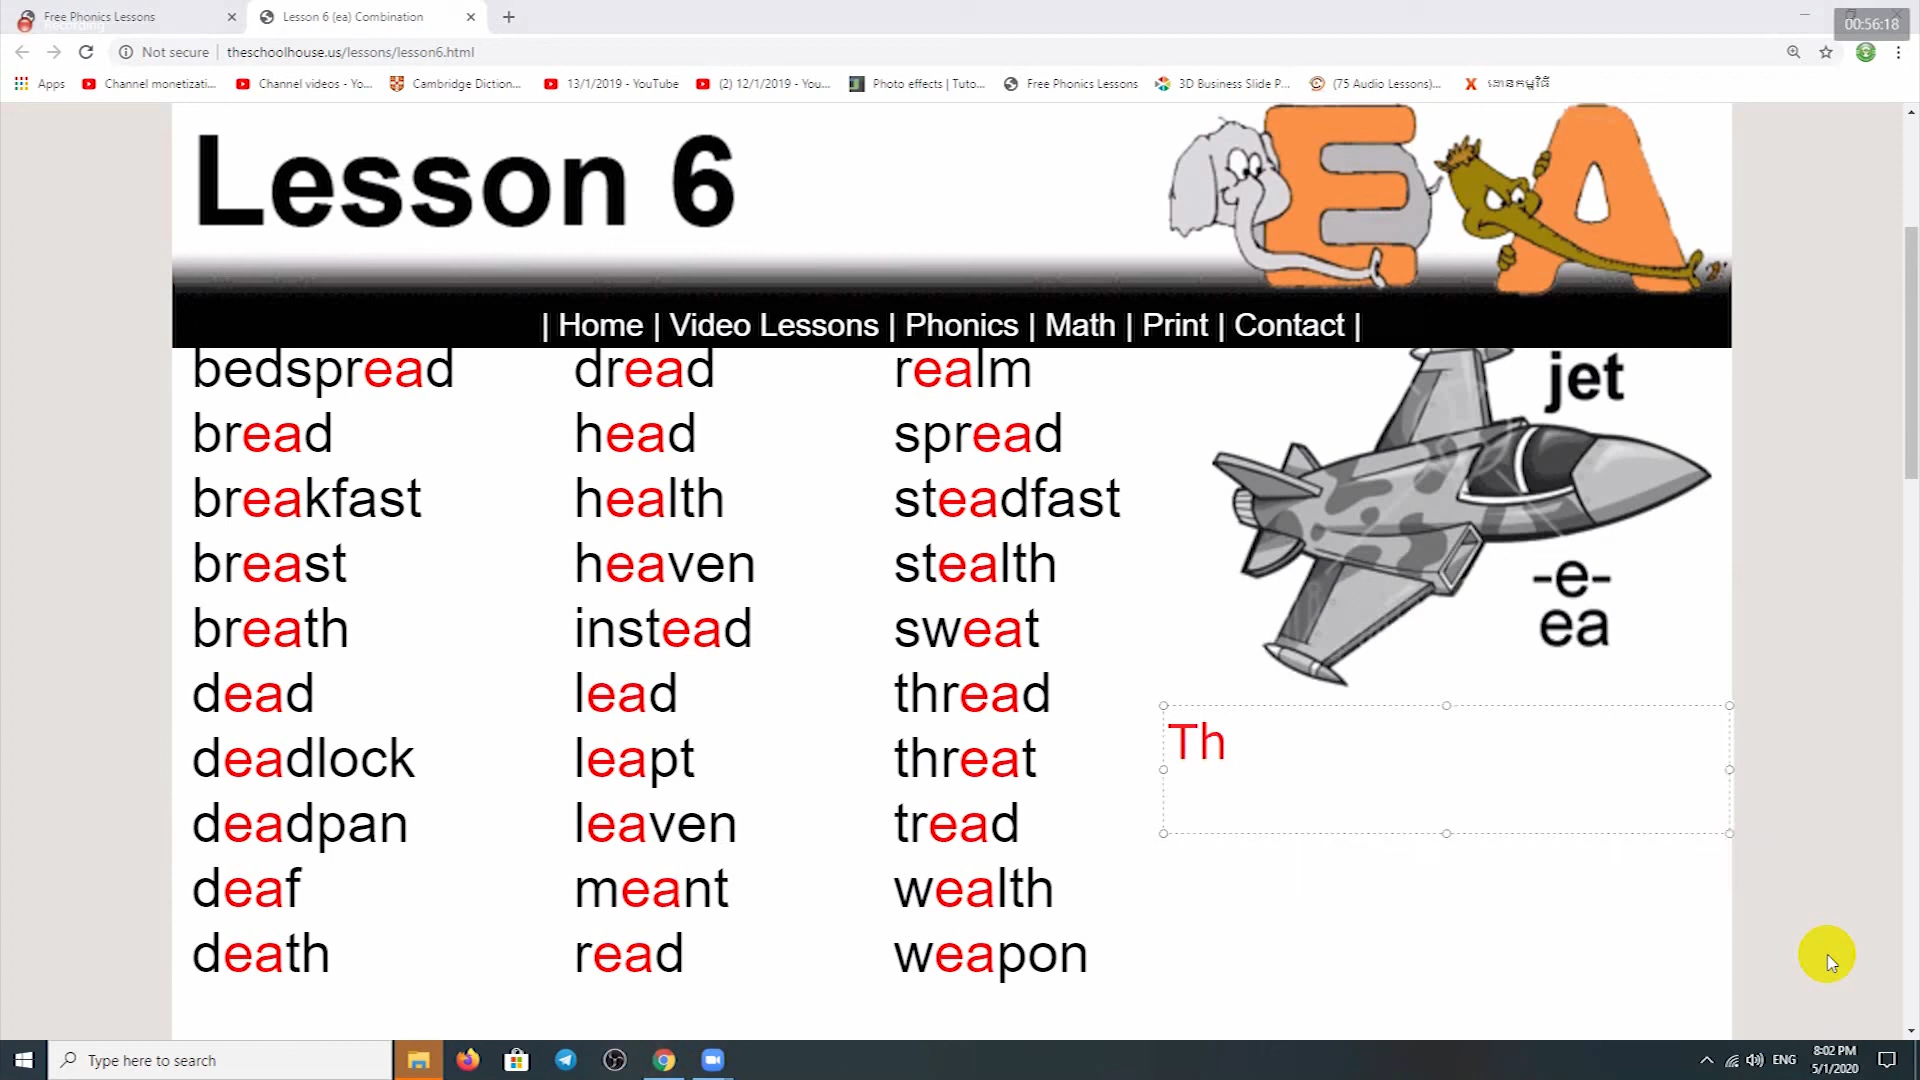 Free Phonics Lessons
Lesson 6 (ea) Combination
Recording
00:56:18
Not secure
theschoolhouse.us/lessons/lesson6.html
Apps
Channel monetizati...
Channel videos - Yo...
Cambridge Diction...
13/1/2019 - YouTube
(2) 12/1/2019 - You...
Photo effects | Tuto...
Free Phonics Lessons
3D Business Slide P...
(75 Audio Lessons)...
Lesson 6
EA
| Home | Video Lessons | Phonics | Math | Print | Contact |
bedspread dread realm
bread head spread
breakfast health steadfast
breast heaven stealth
breath instead sweat
dead lead thread
deadlock leapt threat
deadpan leaven tread
deaf meant wealth
death read weapon
jet
-e-
ea
Th
Type here to search
ENG
8:02 PM
5/1/2020